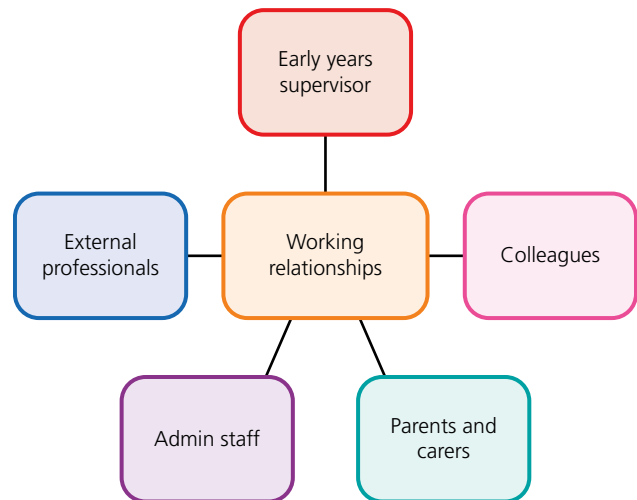 Early years
supervisor
External
professionals
Working
relationships
Colleagues
Admin staff
Parents and
carers